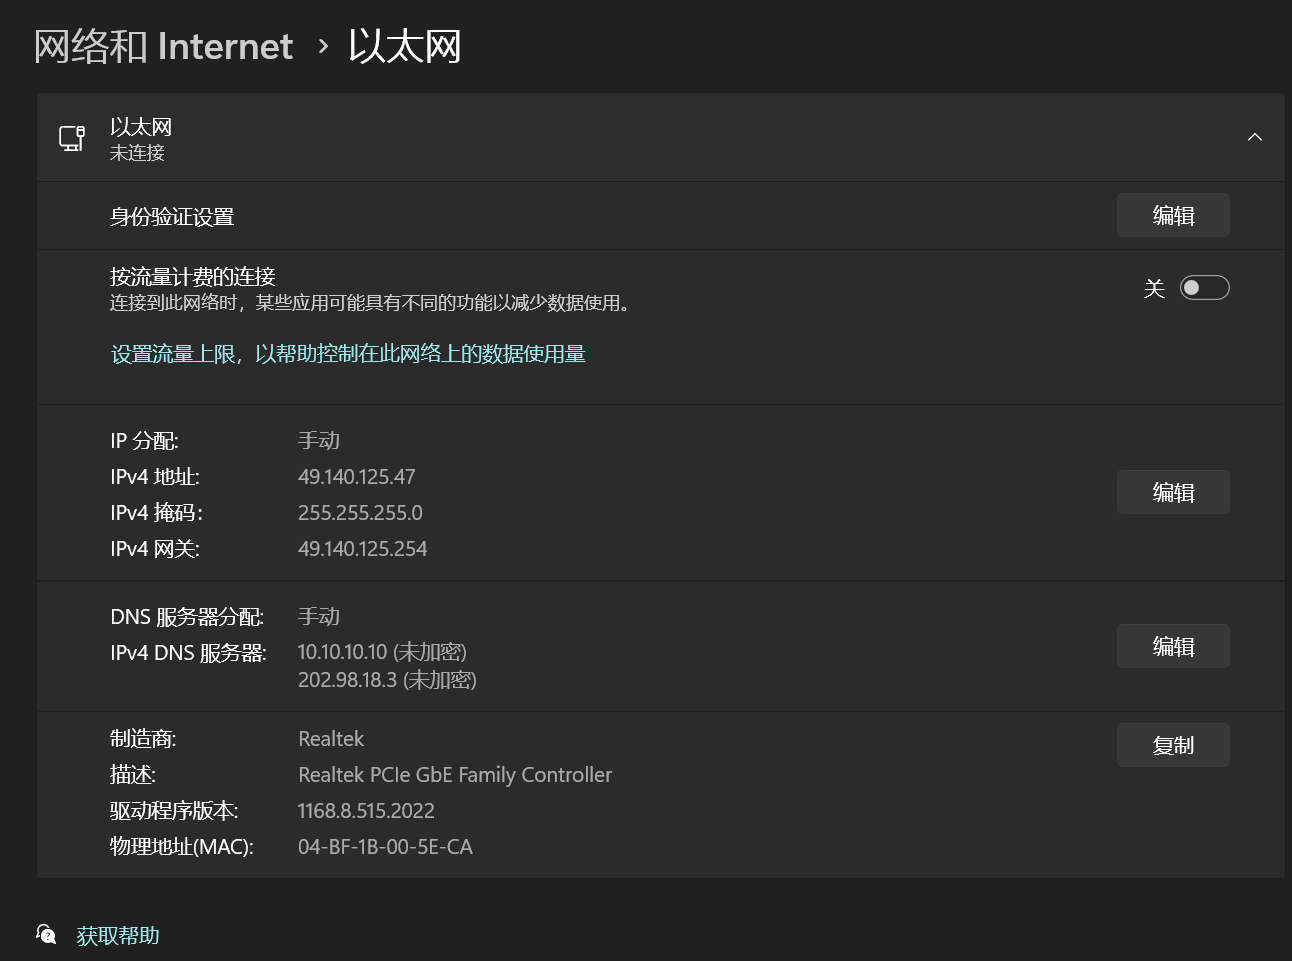 网络和 Internet › 以太网
以太网
未连接
身份验证设置
编辑
按流量计费的连接
连接到此网络时，某些应用可能具有不同的功能以减少数据使用。
关
设置流量上限，以帮助控制在此网络上的数据使用量
IP 分配: 手动
IPv4 地址: 49.140.125.47
IPv4 掩码: 255.255.255.0
IPv4 网关: 49.140.125.254
编辑
DNS 服务器分配: 手动
IPv4 DNS 服务器: 10.10.10.10 (未加密)
202.98.18.3 (未加密)
编辑
制造商: Realtek
描述: Realtek PCIe GbE Family Controller
驱动程序版本: 1168.8.515.2022
物理地址(MAC): 04-BF-1B-00-5E-CA
复制
获取帮助